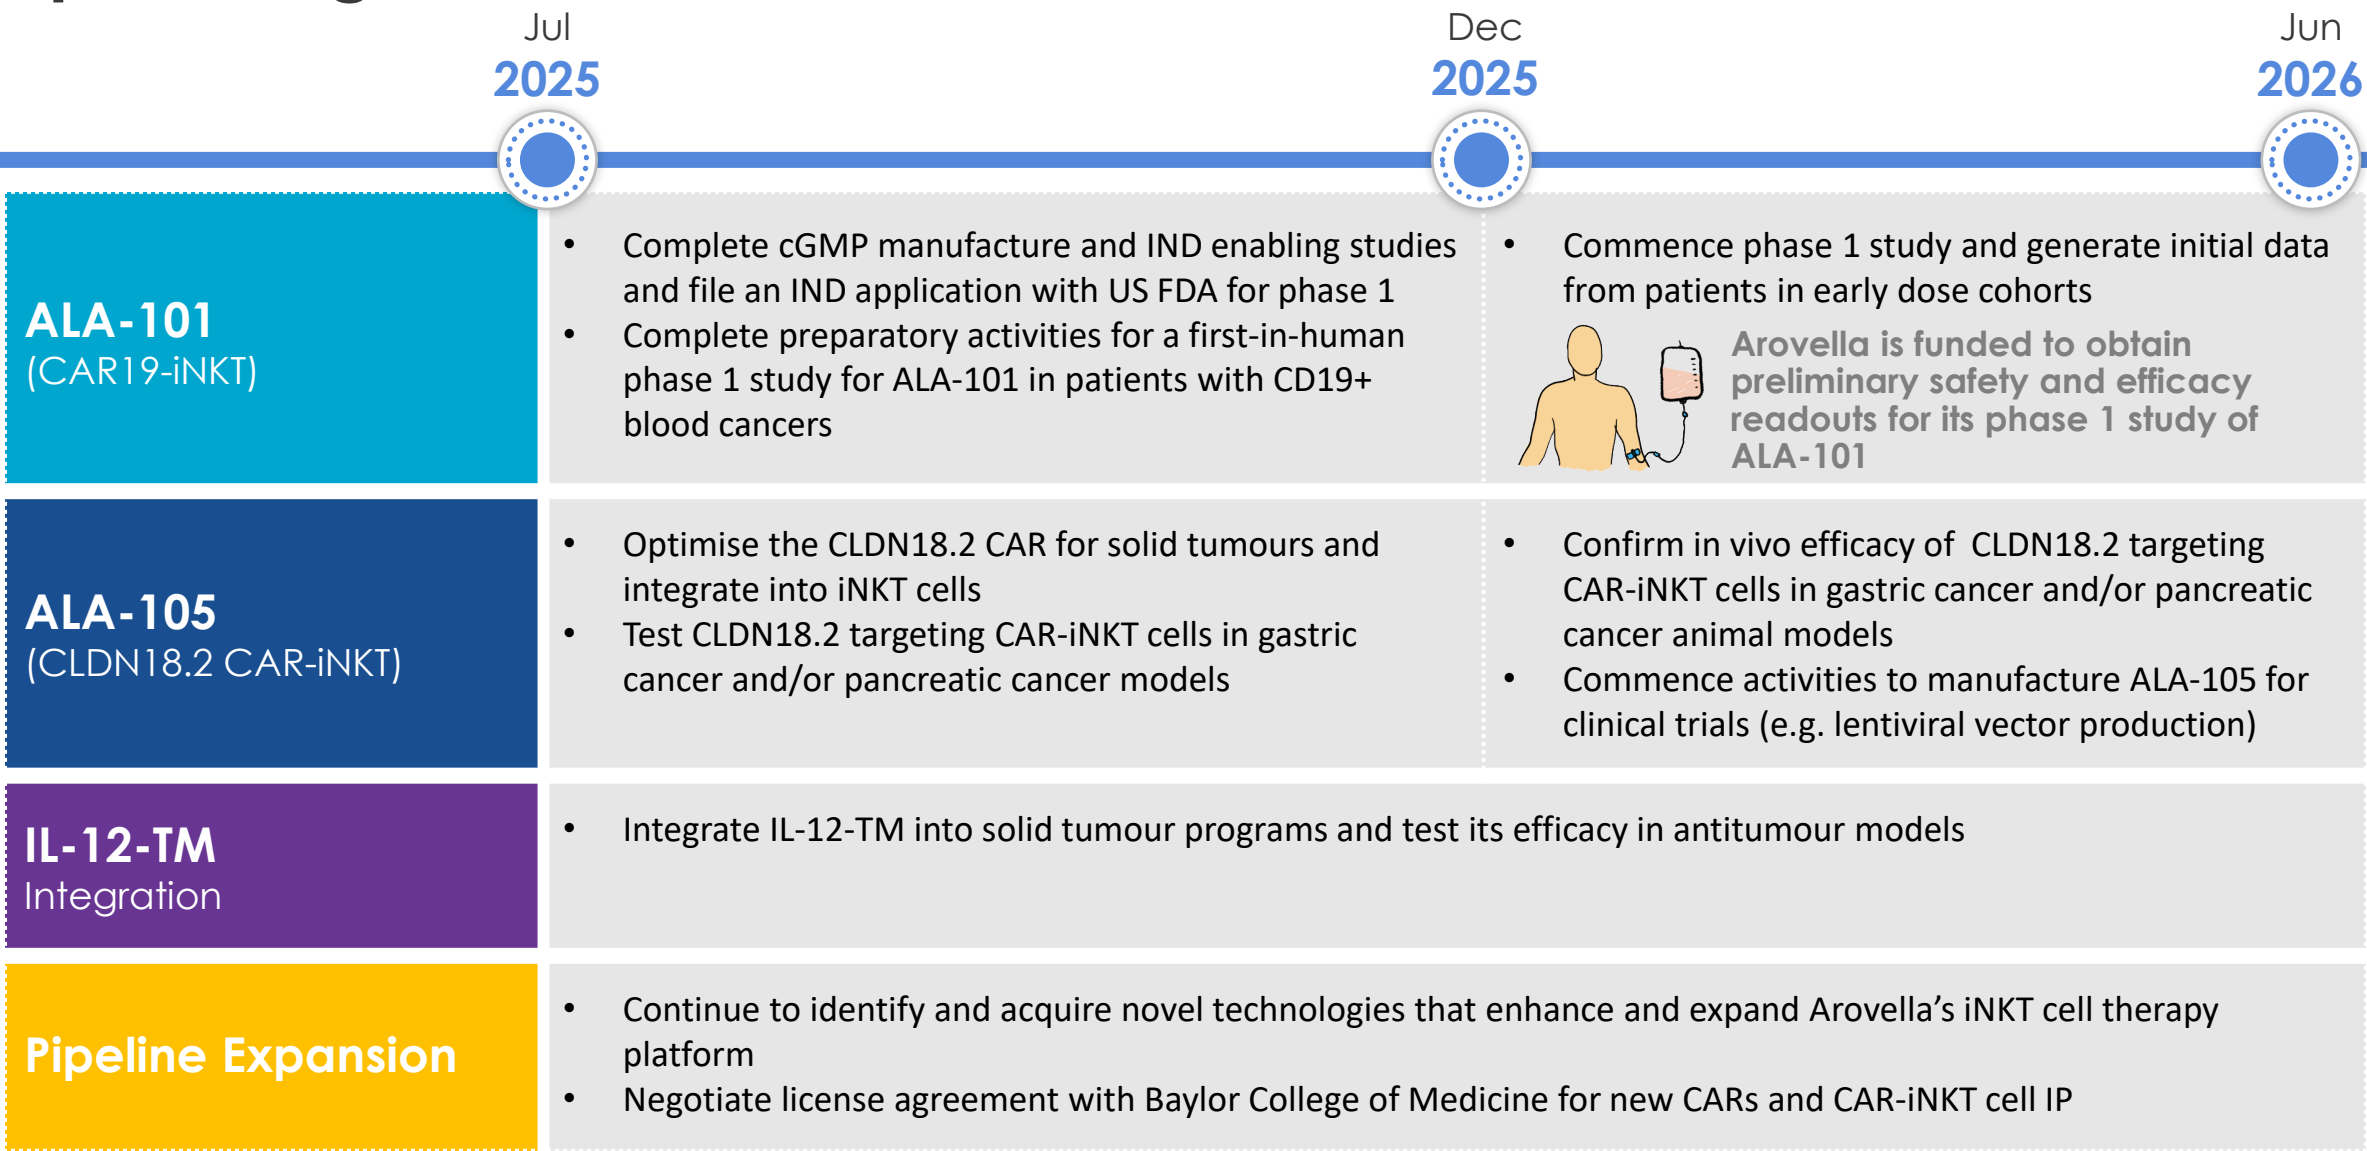 Jul
2025
Dec
2025
Jun
2026
ALA-101
(CAR19-iNKT)
• Complete cGMP manufacture and IND enabling studies
and file an IND application with US FDA for phase 1
• Complete preparatory activities for a first-in-human
phase 1 study for ALA-101 in patients with CD19+
blood cancers
• Commence phase 1 study and generate initial data
from patients in early dose cohorts
Arovella is funded to obtain
preliminary safety and efficacy
readouts for its phase 1 study of
ALA-101
ALA-105
(CLDN18.2 CAR-iNKT)
• Optimise the CLDN18.2 CAR for solid tumours and
integrate into iNKT cells
• Test CLDN18.2 targeting CAR-iNKT cells in gastric
cancer and/or pancreatic cancer models
• Confirm in vivo efficacy of CLDN18.2 targeting
CAR-iNKT cells in gastric cancer and/or pancreatic
cancer animal models
• Commence activities to manufacture ALA-105 for
clinical trials (e.g. lentiviral vector production)
IL-12-TM
Integration
• Integrate IL-12-TM into solid tumour programs and test its efficacy in antitumour models
Pipeline Expansion
• Continue to identify and acquire novel technologies that enhance and expand Arovella’s iNKT cell therapy
platform
• Negotiate license agreement with Baylor College of Medicine for new CARs and CAR-iNKT cell IP